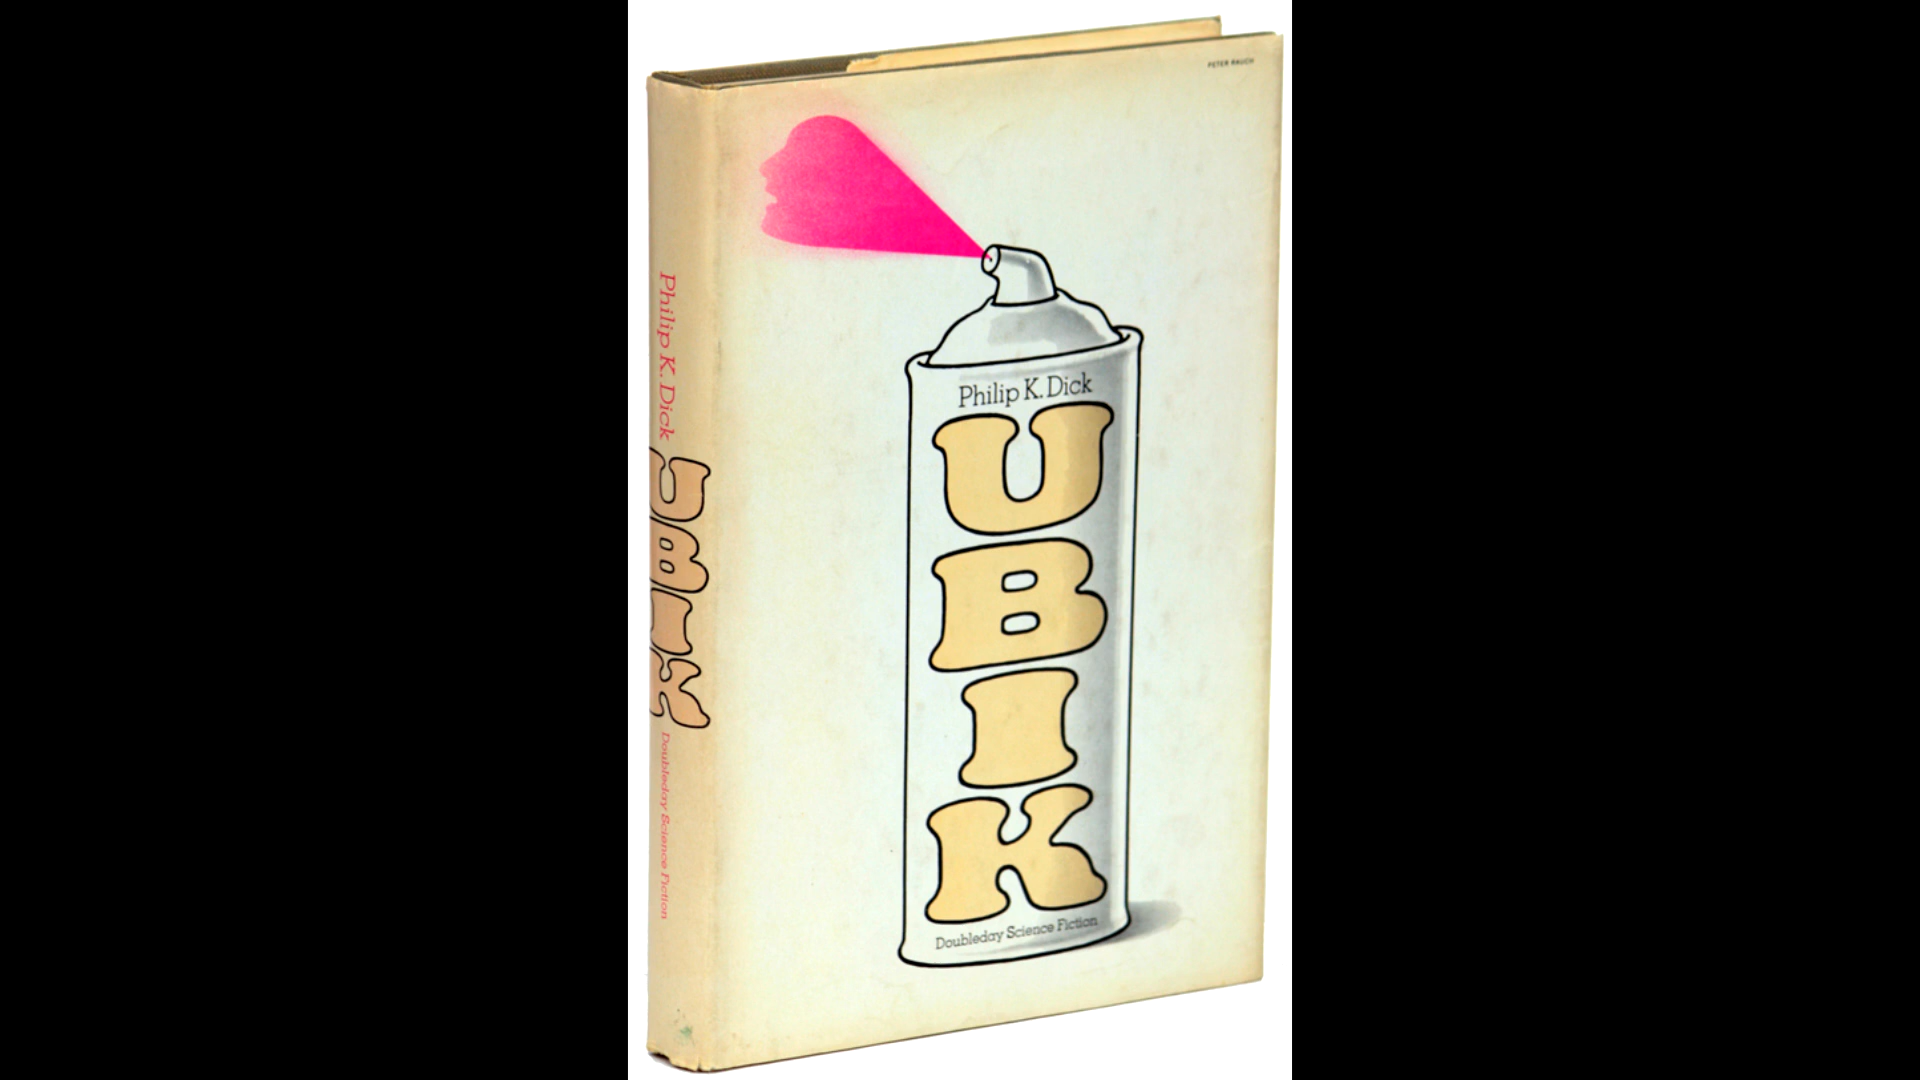 PETER RAUCH
Philip K. Dick
UBIK
Doubleday Science Fiction
Philip K. Dick
UBIK
Doubleday Science Fiction